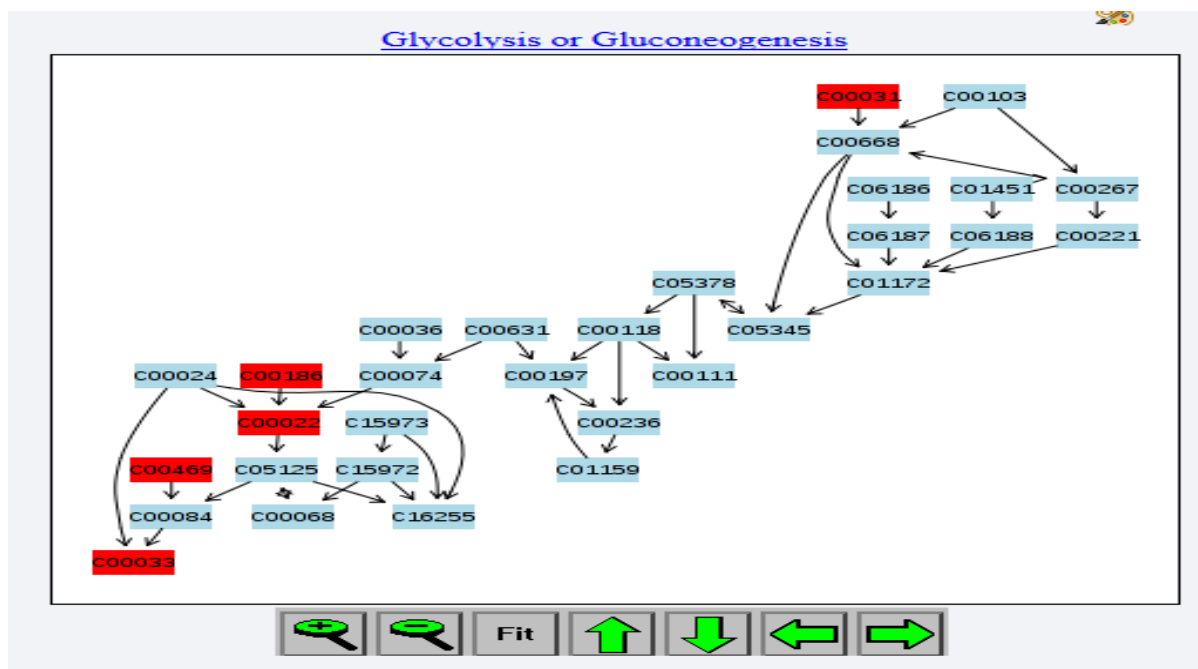 Glycolysis or Gluconeogenesis
C00031 C00103
C00668
C06186 C01451 C00267
C06187 C06188 C00221
C05378 C01172
C00036 C00631 C00118 C05345
C00024 C00186 C00074 C00197 C00111
C00022 C15973 C00236
C00469 C05125 C15972 C01159
C00084 C00068 C16255
C00033
Fit